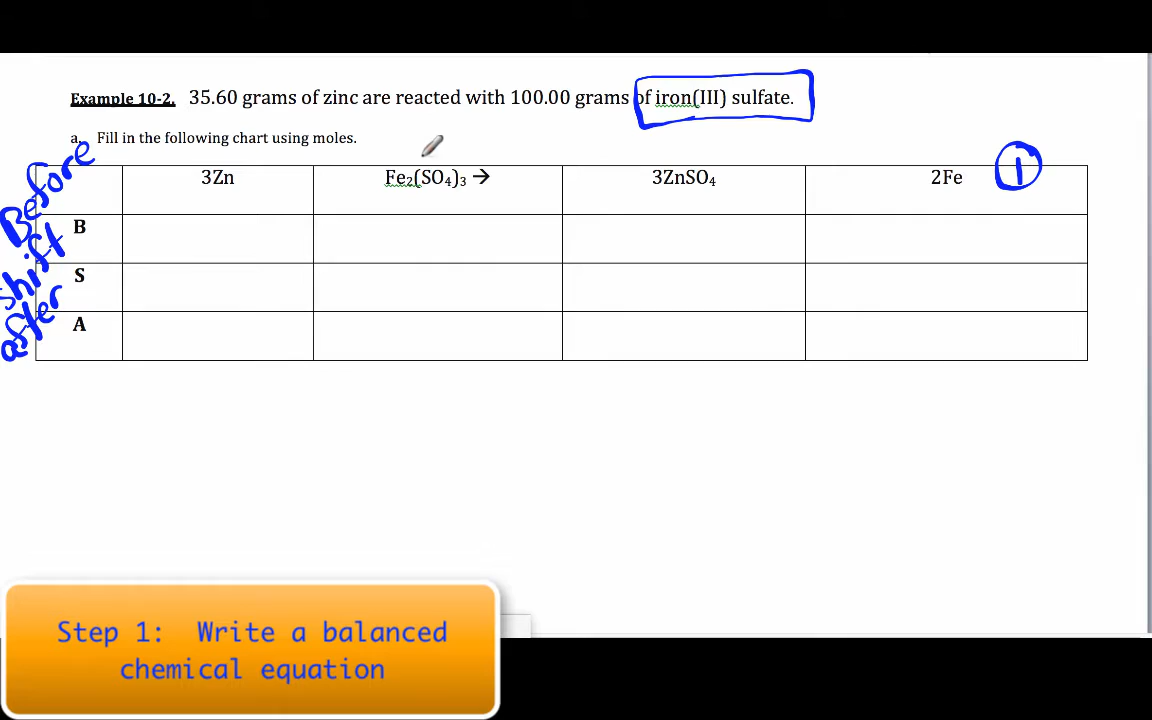 Example 10-2. 35.60 grams of zinc are reacted with 100.00 grams of iron(III) sulfate.
a. Fill in the following chart using moles.
3Zn Fe₂(SO₄)₃ → 3ZnSO₄ 2Fe 1
Before B
shift S
after A
Step 1: Write a balanced
chemical equation